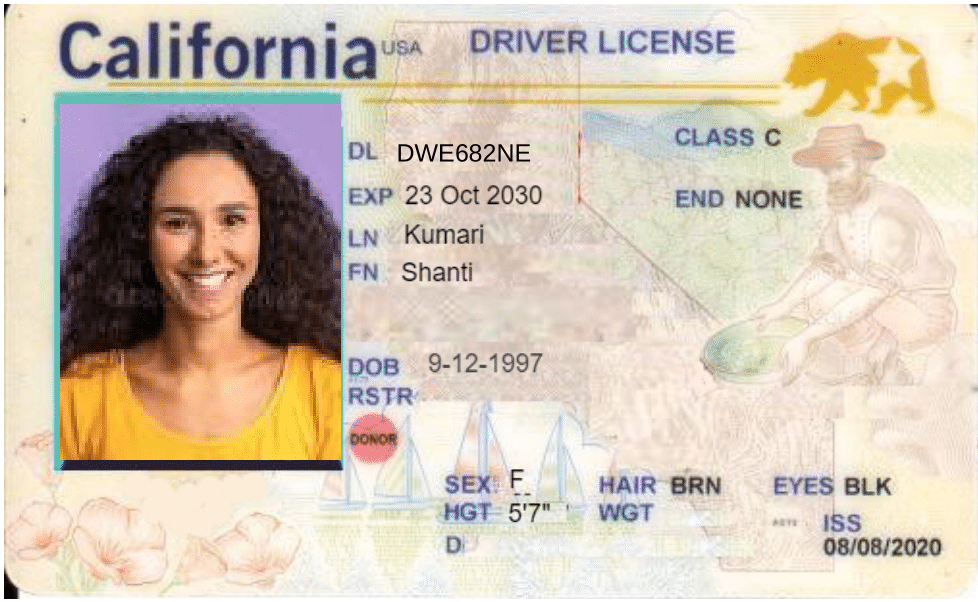 California USA DRIVER LICENSE
DL DWE682NE
CLASS C
EXP 23 Oct 2030
END NONE
LN Kumari
FN Shanti
DOB 9-12-1997
RSTR
DONOR
SEX F HAIR BRN EYES BLK
HGT 5'7" WGT
ISS
D 08/08/2020